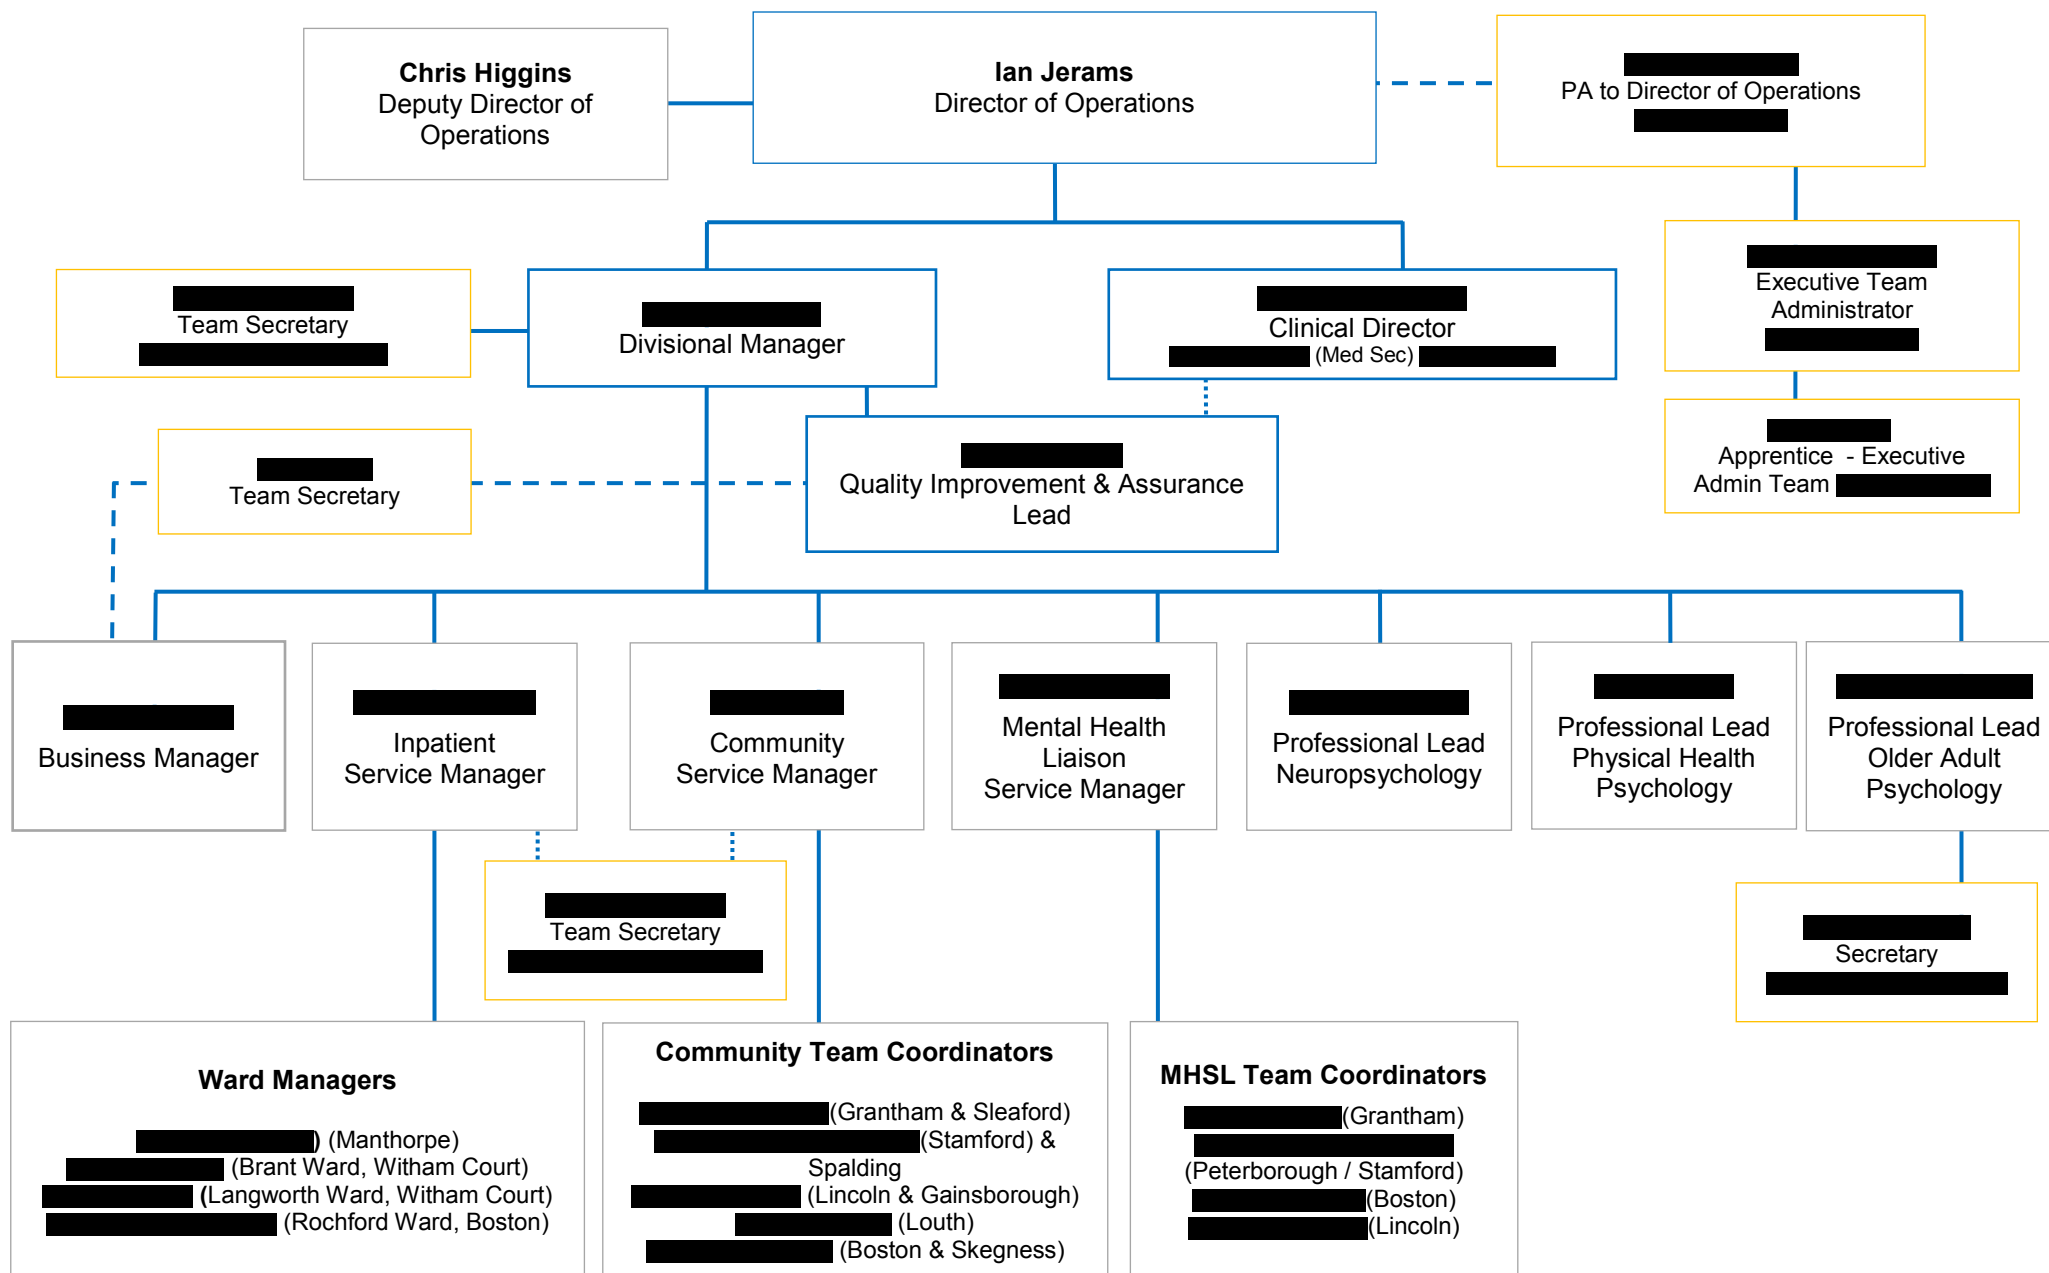 Chris Higgins
Deputy Director of
Operations
Ian Jerams
Director of Operations
PA to Director of Operations
Team Secretary
Divisional Manager
Clinical Director
(Med Sec)
Executive Team
Administrator
Team Secretary
Quality Improvement & Assurance
Lead
Apprentice - Executive
Admin Team
Business Manager
Inpatient
Service Manager
Community
Service Manager
Mental Health
Liaison
Service Manager
Professional Lead
Neuropsychology
Professional Lead
Physical Health
Psychology
Professional Lead
Older Adult
Psychology
Team Secretary
Secretary
Ward Managers
) (Manthorpe)
(Brant Ward, Witham Court)
(Langworth Ward, Witham Court)
(Rochford Ward, Boston)
Community Team Coordinators
(Grantham & Sleaford)
(Stamford) &
Spalding
(Lincoln & Gainsborough)
(Louth)
(Boston & Skegness)
MHSL Team Coordinators
(Grantham)
(Peterborough / Stamford)
(Boston)
(Lincoln)